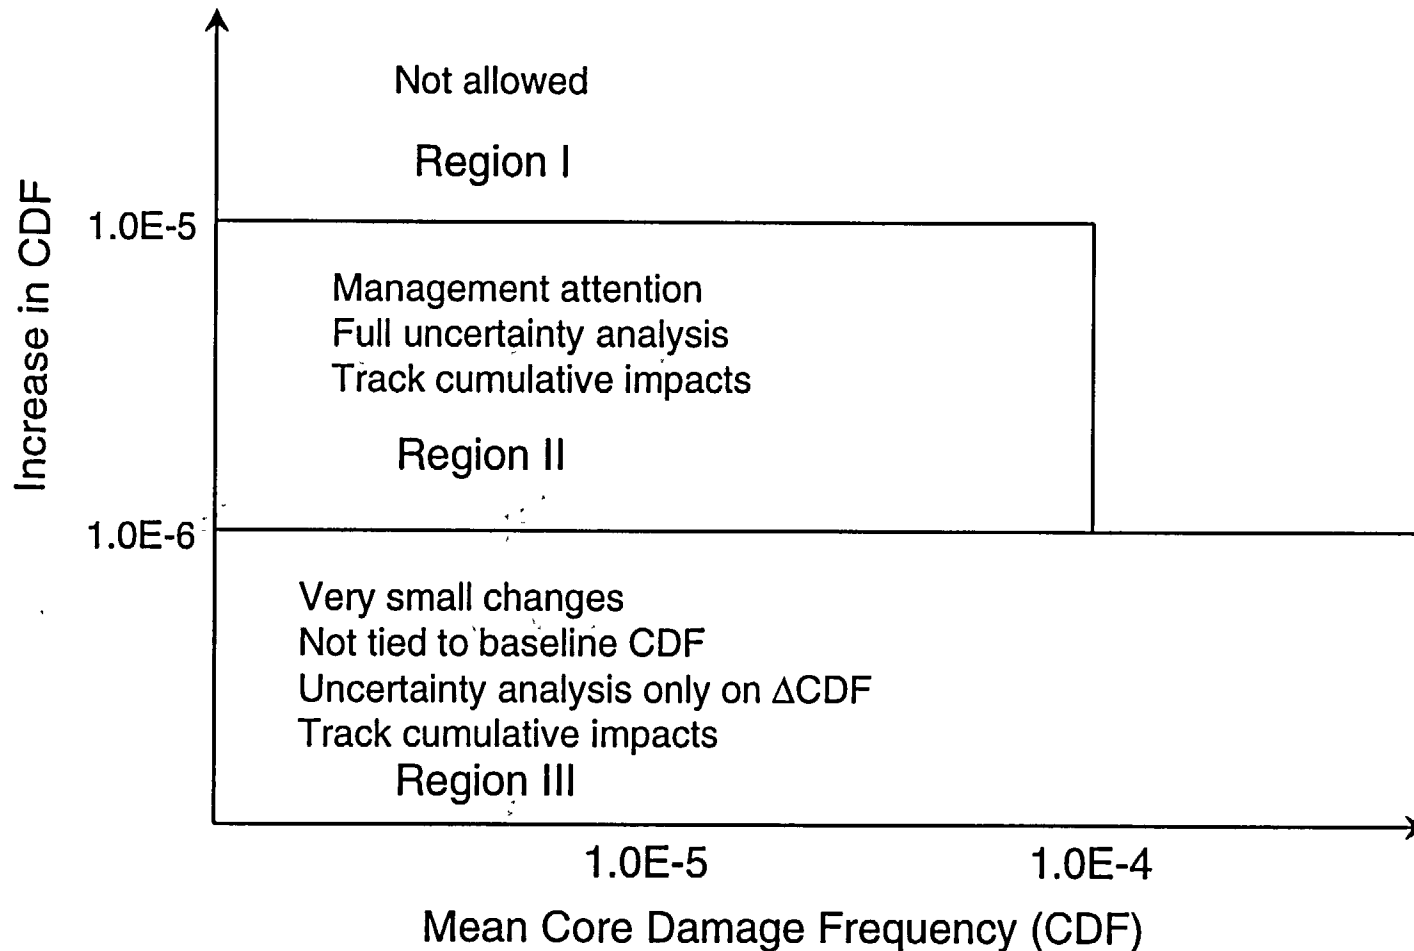 Not allowed
Region I
Increase in CDF
1.0E-5
Management attention
Full uncertainty analysis
Track cumulative impacts
Region II
1.0E-6
Very small changes
Not tied to baseline CDF
Uncertainty analysis only on ΔCDF
Track cumulative impacts
Region III
1.0E-5
1.0E-4
Mean Core Damage Frequency (CDF)